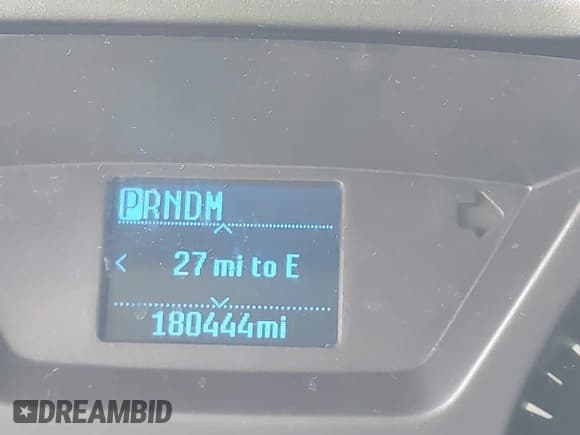 PRNDM
27 mi to E
180444mi
DREAMBID